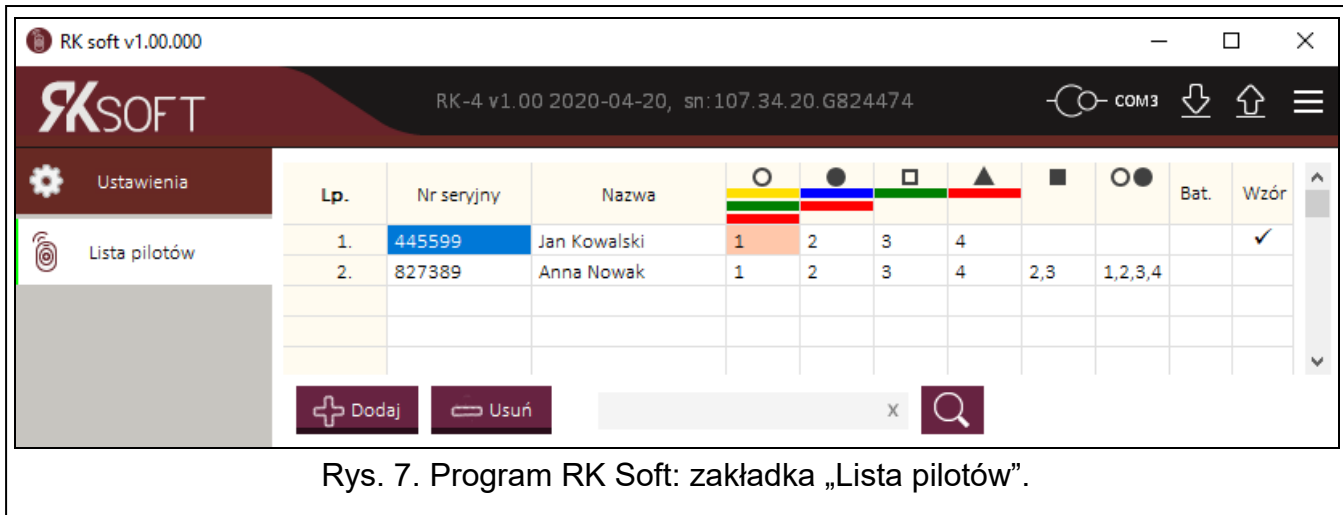 RK soft v1.00.000
RKSOFT
RK-4 v1.00 2020-04-20, sn:107.34.20.G824474
COM3
Ustawienia
Lista pilotów
Lp. Nr seryjny Nazwa Bat. Wzór
1. 445599 Jan Kowalski 1 2 3 4 ✓
2. 827389 Anna Nowak 1 2 3 4 2,3 1,2,3,4
Dodaj Usuń x
Rys. 7. Program RK Soft: zakładka „Lista pilotów”.